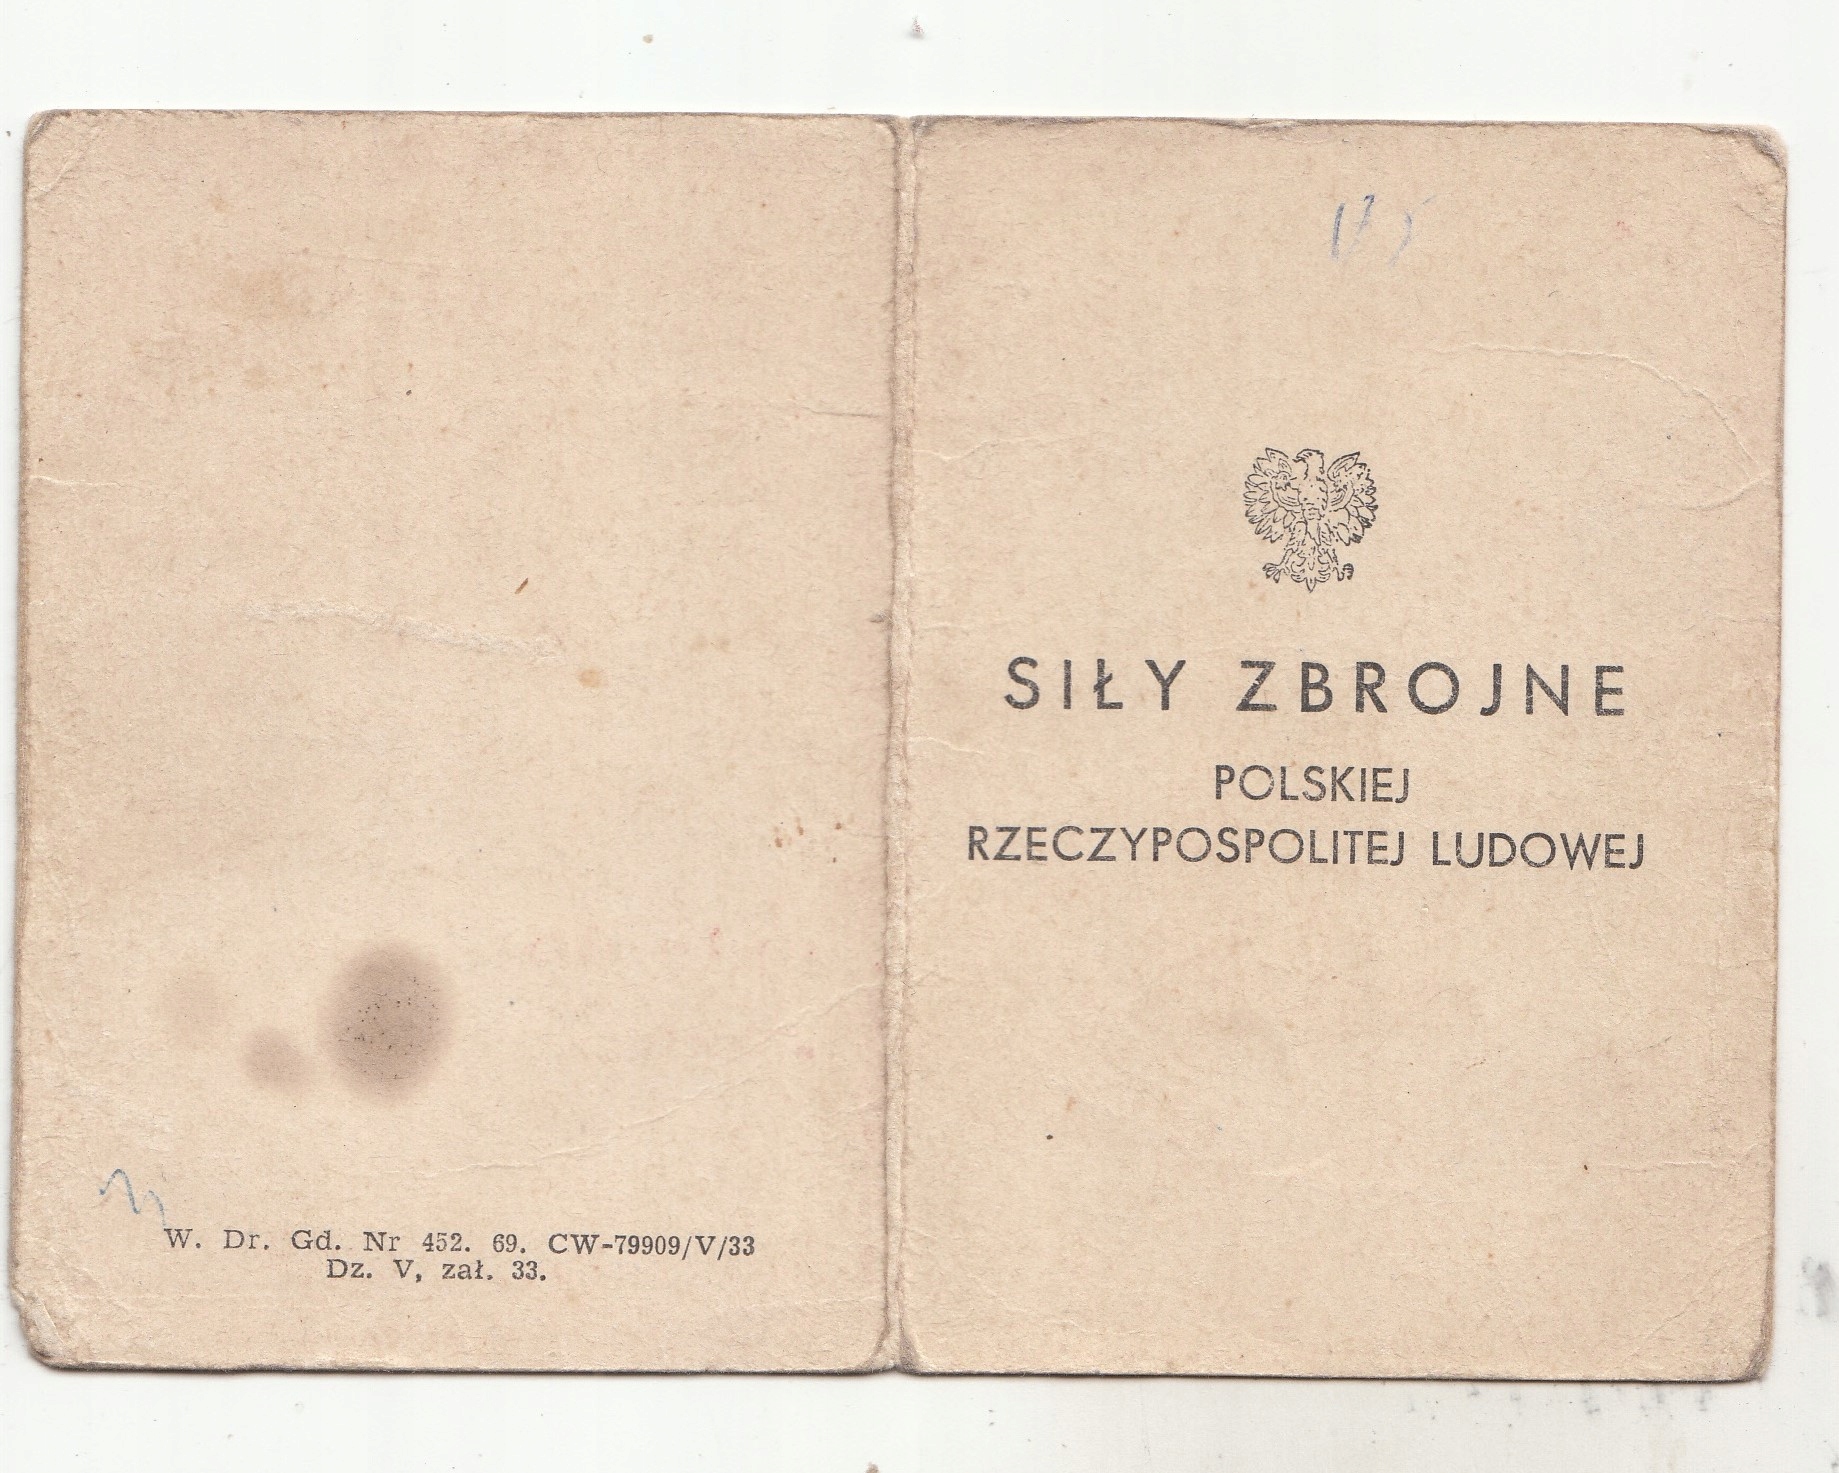 W. Dr. Gd. Nr 452. 69. CW-79909/V/33
Dz. V, zał. 33.
SIŁY ZBROJNE
POLSKIEJ
RZECZYPOSPOLITEJ LUDOWEJ